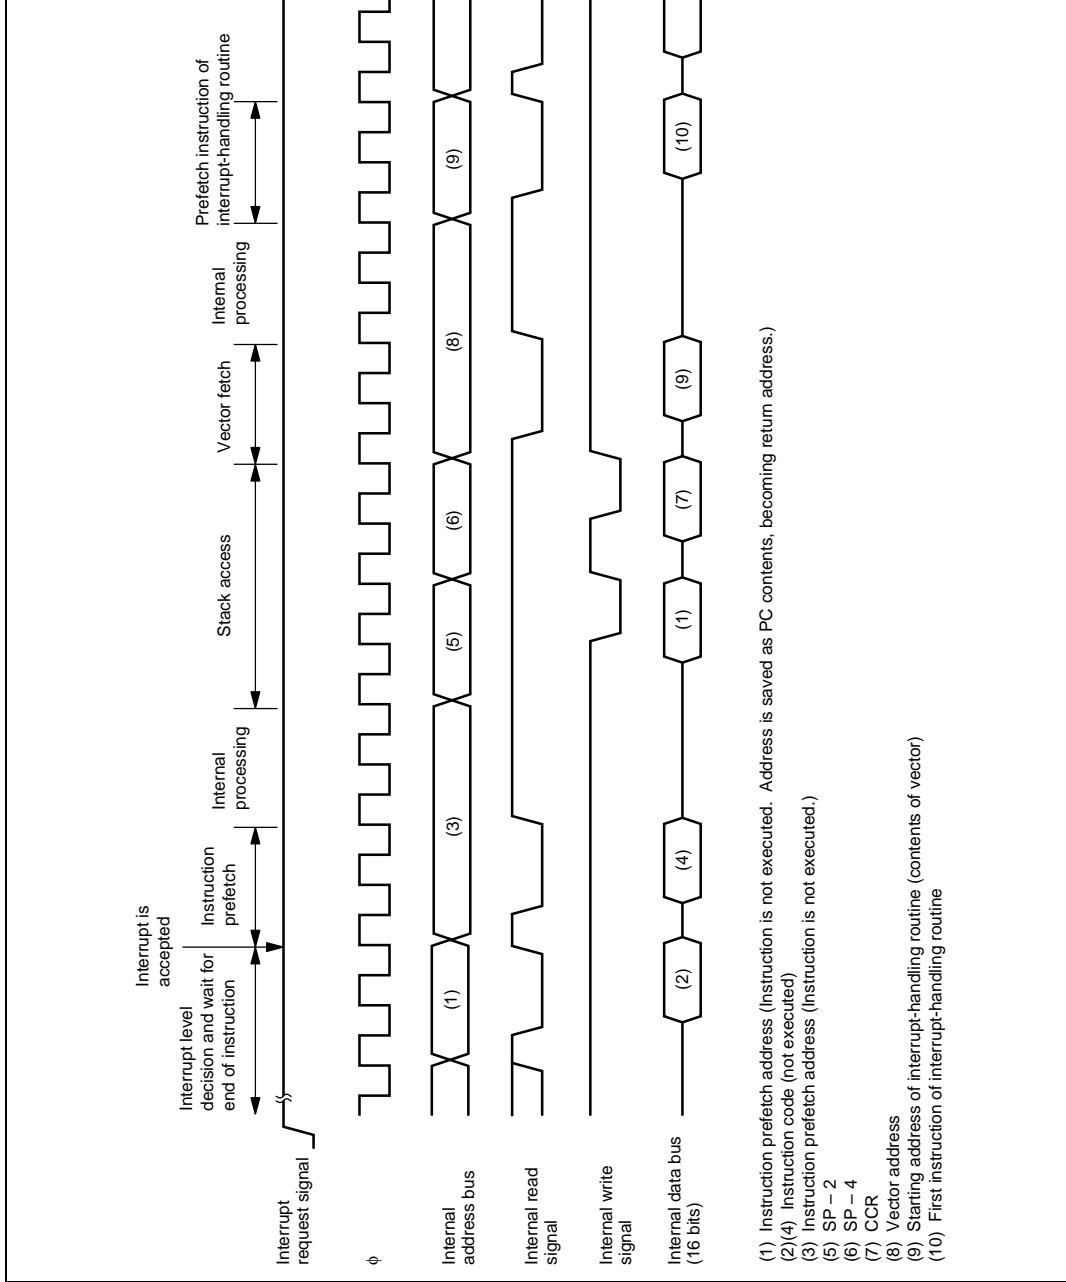 Interrupt is
accepted
Interrupt level
decision and wait for
end of instruction
Instruction
prefetch
Internal
processing
Stack access
Vector fetch
Internal
processing
Prefetch instruction of
interrupt-handling routine
Interrupt
request signal
φ
Internal
address bus
(1)
(3)
(5)
(6)
(8)
(9)
Internal read
signal
Internal write
signal
Internal data bus
(16 bits)
(2)
(4)
(1)
(7)
(9)
(10)
(1) Instruction prefetch address (Instruction is not executed. Address is saved as PC contents, becoming return address.)
(2)(4) Instruction code (not executed)
(3) Instruction prefetch address (Instruction is not executed.)
(5) SP – 2
(6) SP – 4
(7) CCR
(8) Vector address
(9) Starting address of interrupt-handling routine (contents of vector)
(10) First instruction of interrupt-handling routine